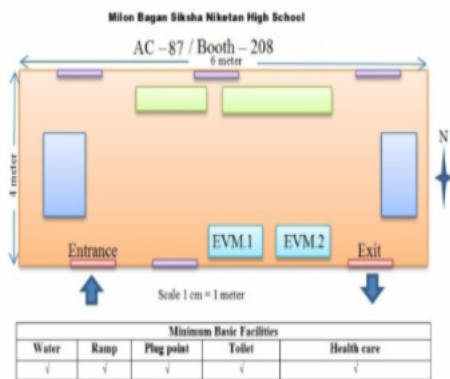 Milon Bagan Siksha Niketan High School
AC – 87 / Booth – 208
6 meter
4 meter
N
EVM.1 EVM.2
Entrance Exit
Scale 1 cm = 1 meter
Minimum Basic Facilities
Water Ramp Plug point Toilet Health care
√ √ √ √ √